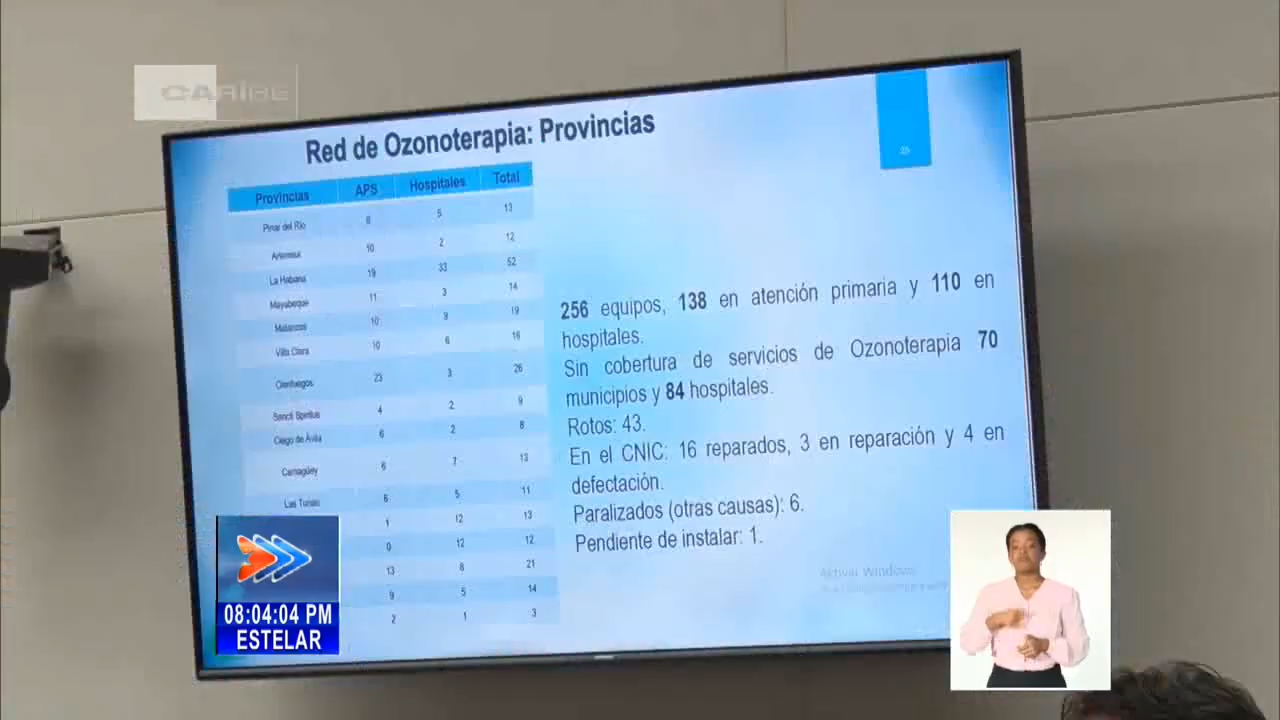 CARIBE
Red de Ozonoterapia: Provincias
25
Provincias APS Hospitales Total
Pinar del Río 8 5 13
Artemisa 10 2 12
La Habana 19 33 52
Mayabeque 11 3 14
Matanzas 10 9 19
Villa Clara 10 6 16
Cienfuegos 23 3 26
Sancti Spíritus 4 2 9
Ciego de Ávila 6 2 8
Camagüey 6 7 13
Las Tunas 6 5 11
1 12 13
0 12 12
13 8 21
9 5 14
2 1 3
256 equipos, 138 en atención primaria y 110 en
hospitales.
Sin cobertura de servicios de Ozonoterapia 70
municipios y 84 hospitales.
Rotos: 43.
En el CNIC: 16 reparados, 3 en reparación y 4 en
defectación.
Paralizados (otras causas): 6.
Pendiente de instalar: 1.
Activar Windows
08:04:04 PM
ESTELAR